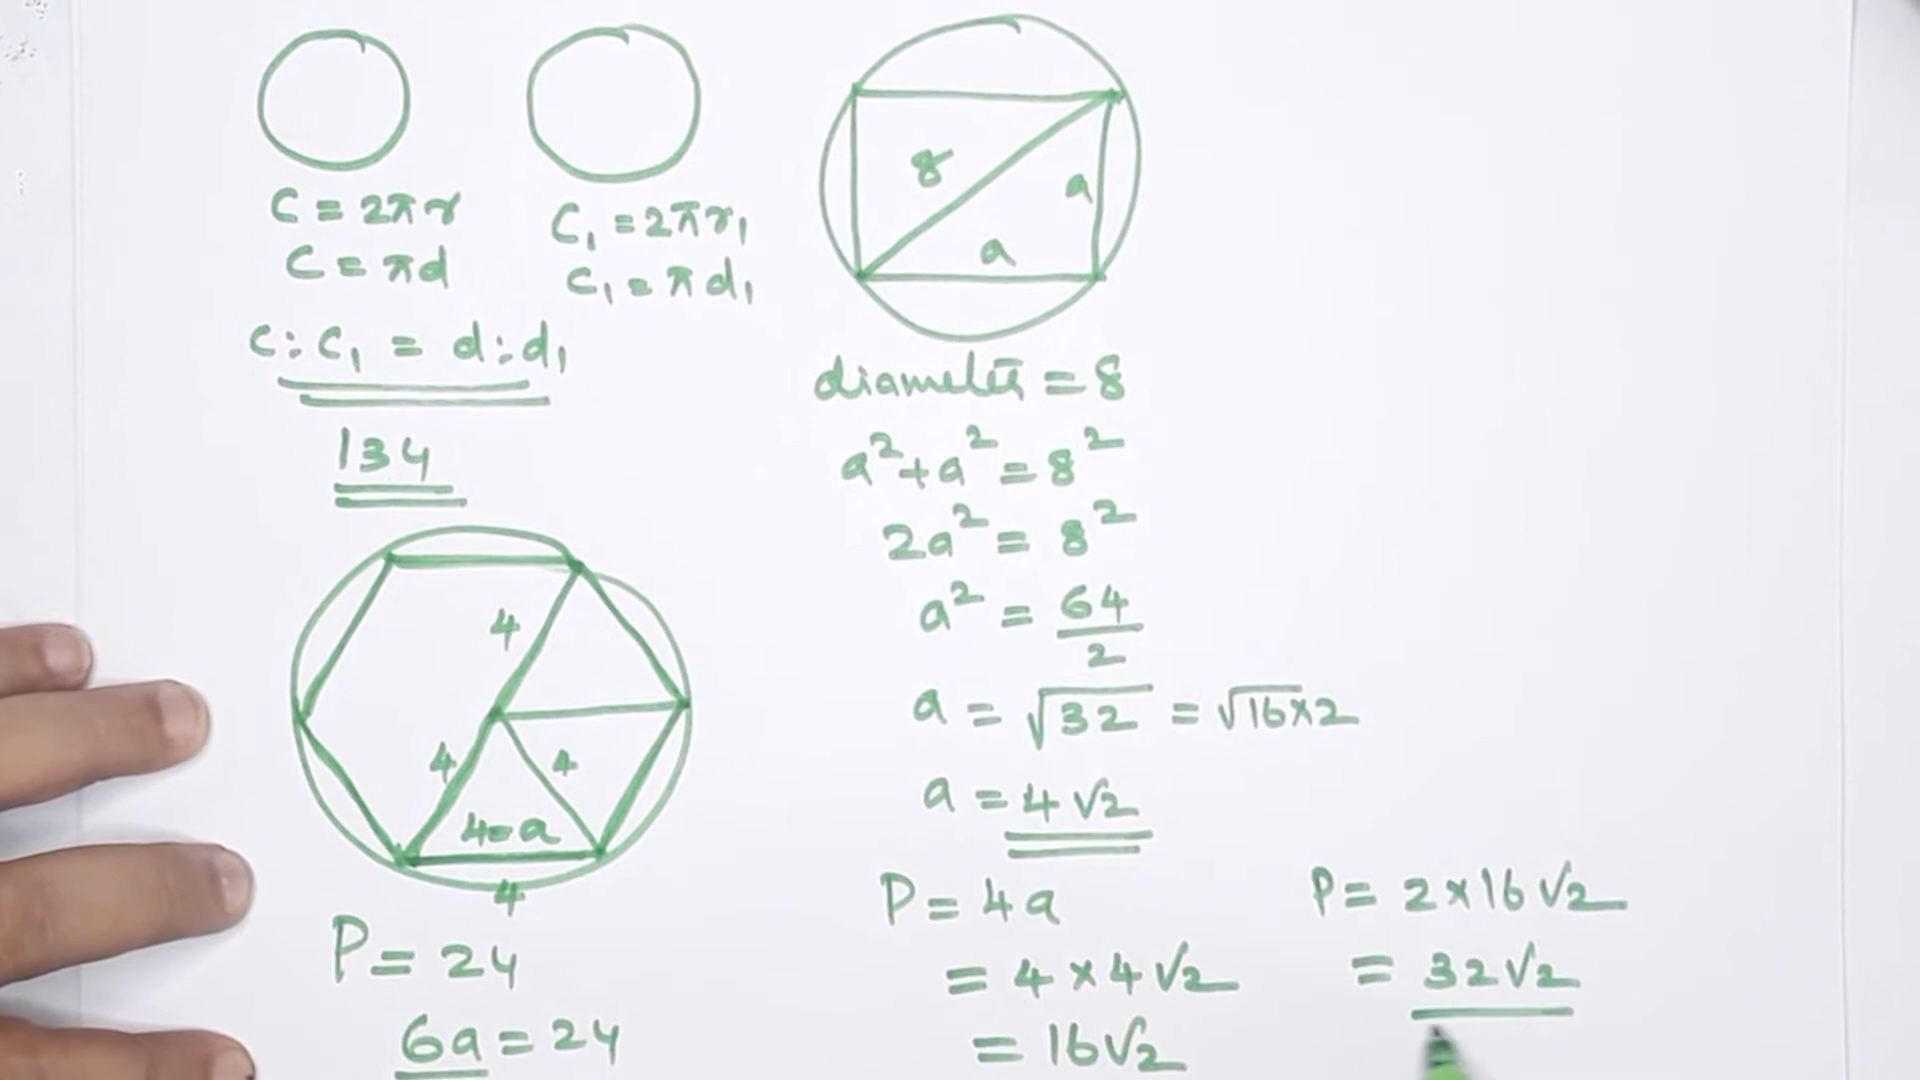 C = 2πr
C = πd
C₁ = 2πr₁
C₁ = πd₁
C : C₁ = d : d₁
134
4
4
4
4 = a
4
P = 24
6a = 24
8
a
a
diameter = 8
a² + a² = 8²
2a² = 8²
a² = 64/2
a = √32 = √16×2
a = 4√2
P = 4a
= 4 × 4√2
= 16√2
P = 2 × 16√2
= 32√2